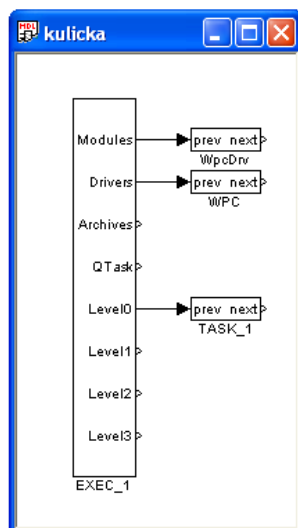 MDL kulicka
Modules prev next
WpcDrv
Drivers prev next
WPC
Archives
QTask
Level0 prev next
TASK_1
Level1
Level2
Level3
EXEC_1